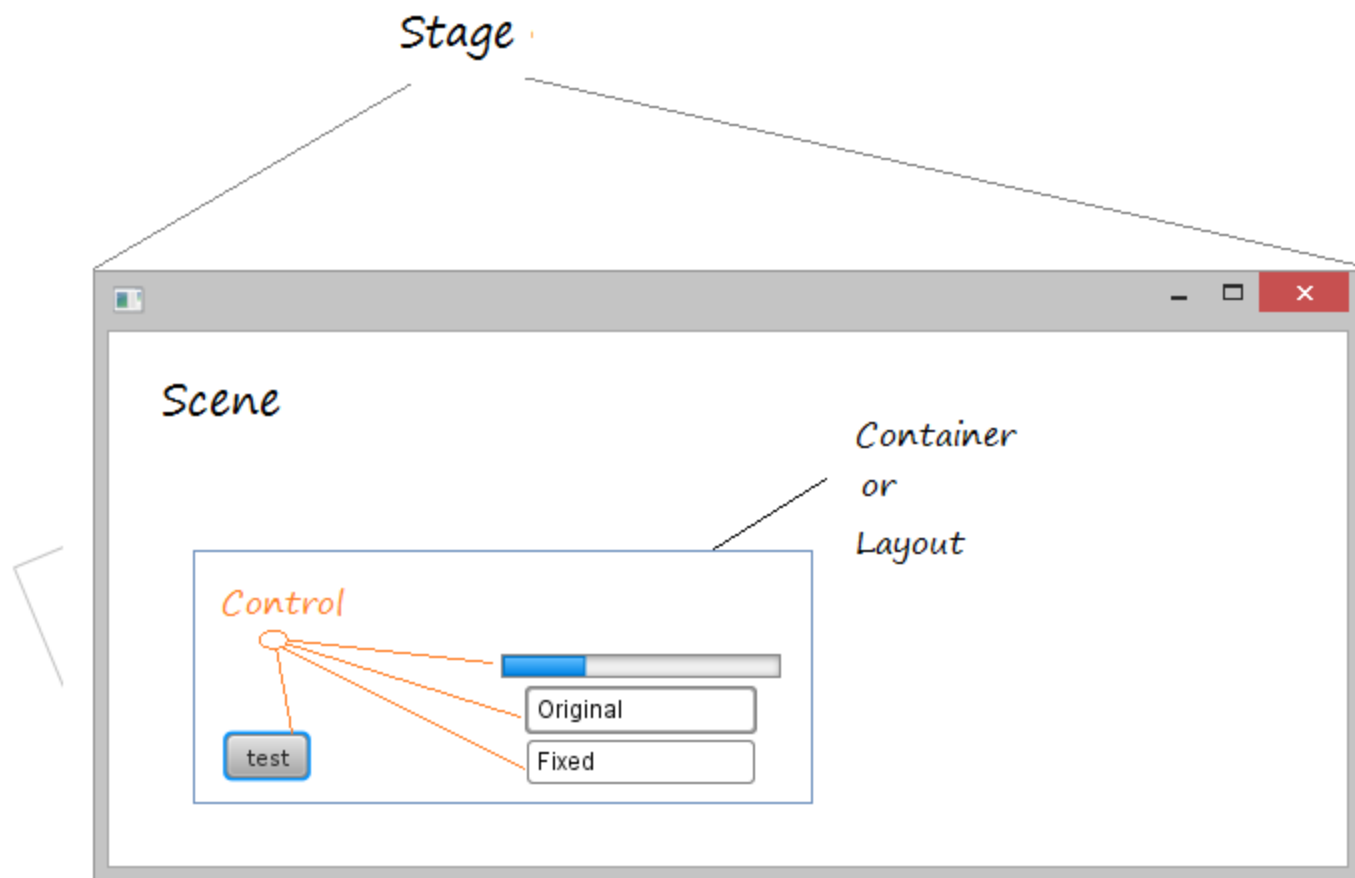 Stage
Scene
Container
or
Layout
Control
Original
test
Fixed